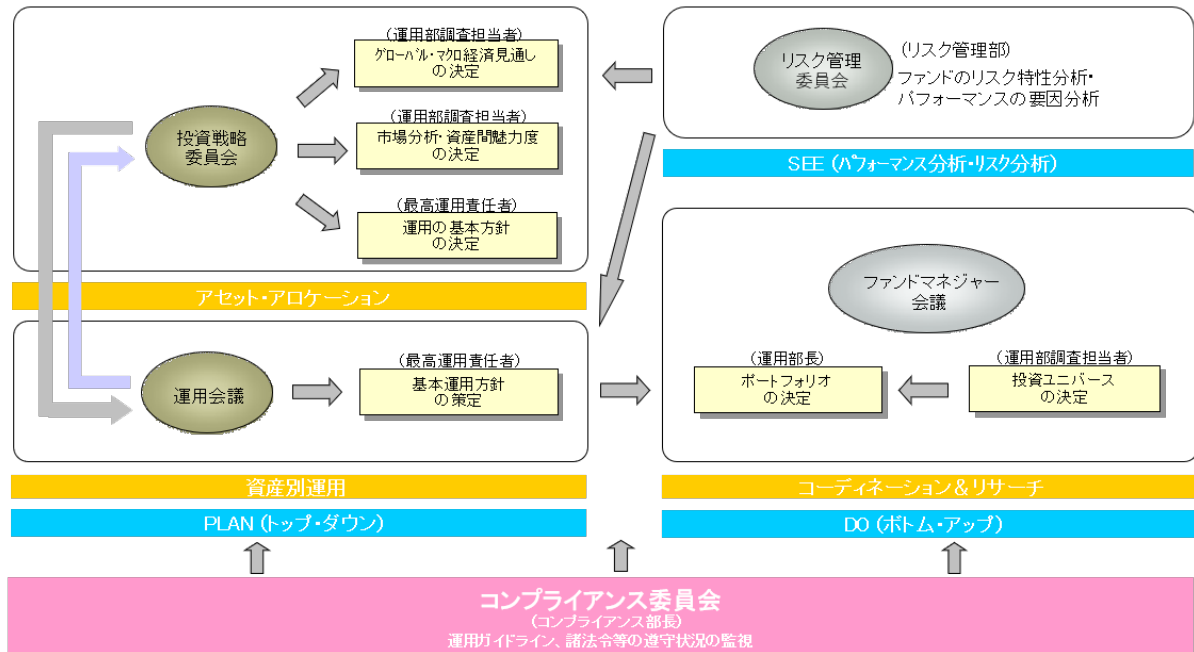 (運用部調査担当者)
グローバル・マクロ経済見通し
の決定
投資戦略
委員会
(運用部調査担当者)
市場分析・資産間魅力度
の決定
(最高運用責任者)
運用の基本方針
の決定
アセット・アロケーション
リスク管理
委員会
(リスク管理部)
ファンドのリスク特性分析・
パフォーマンスの要因分析
SEE (パフォーマンス分析・リスク分析)
運用会議
(最高運用責任者)
基本運用方針
の策定
資産別運用
PLAN (トップ・ダウン)
ファンドマネジャー
会議
(運用部長)
ポートフォリオ
の決定
(運用部調査担当者)
投資ユニバース
の決定
コーディネーション&リサーチ
DO (ボトム・アップ)
コンプライアンス委員会
(コンプライアンス部長)
運用ガイドライン、諸法令等の遵守状況の監視